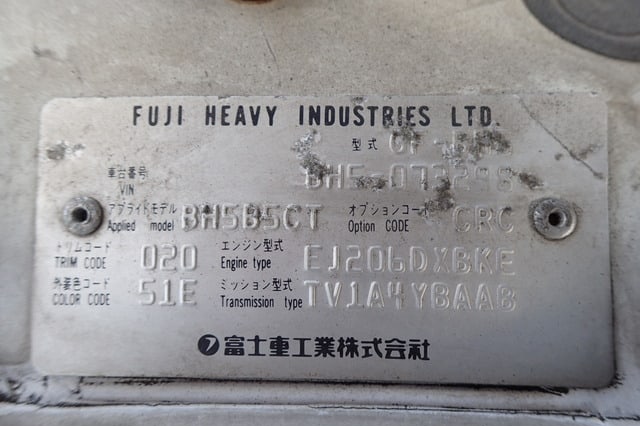 FUJI HEAVY INDUSTRIES LTD.
型式
車台番号
VIN BH5-073298
アプライドモデル
Applied model BH5B5CT オプションコード
Option CODE CRC
トリムコード
TRIM CODE 020 エンジン型式
Engine type EJ206DXBKE
外装色コード
COLOR CODE 51E ミッション型式
Transmission type TV1A4YBAAB
富士重工業株式会社